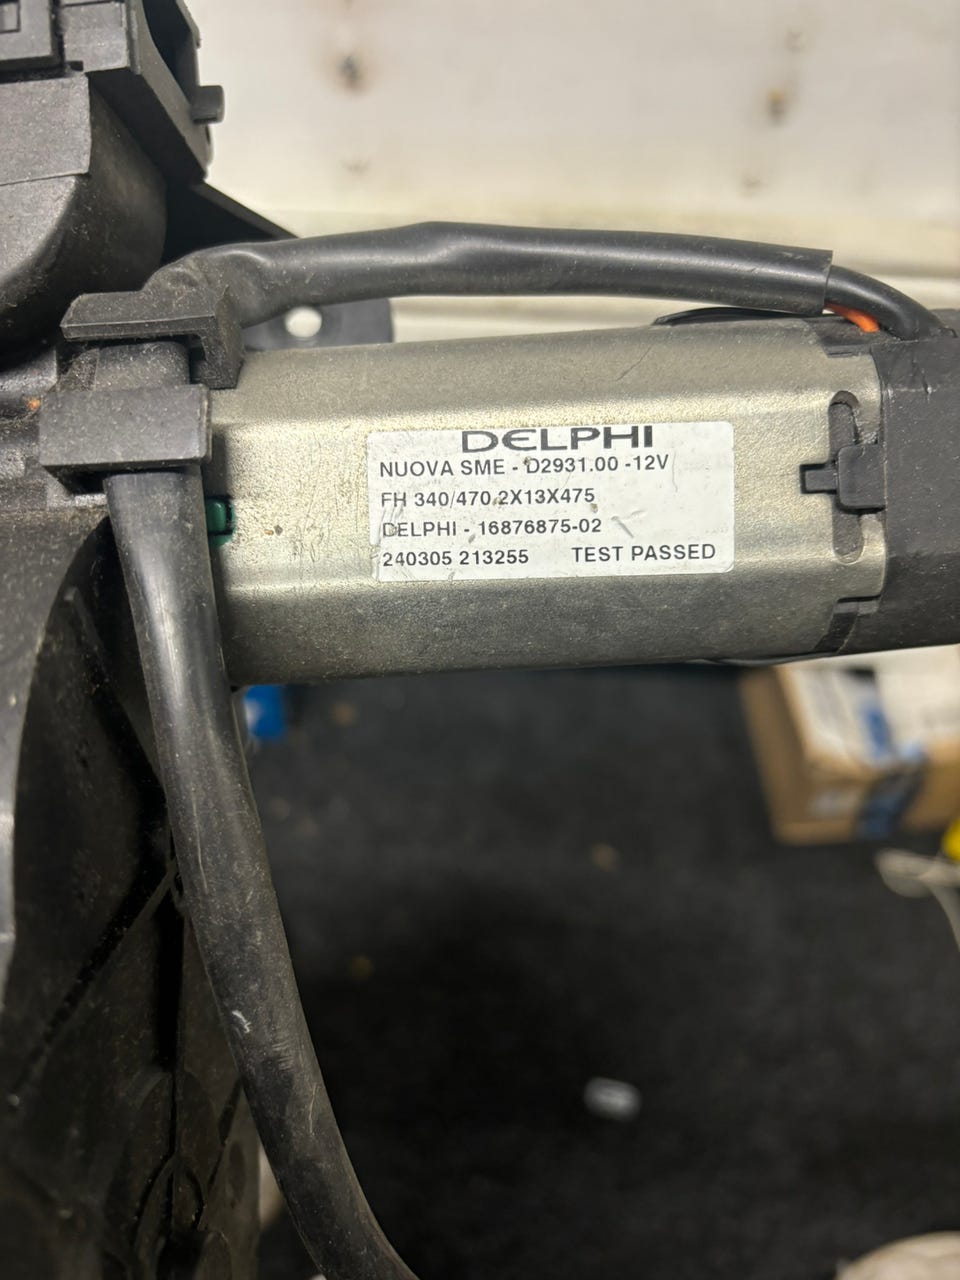 DELPHI
NUOVA SME - D2931.00 -12V
FH 340/470.2X13X475
DELPHI - 16876875-02
240305 213255 TEST PASSED